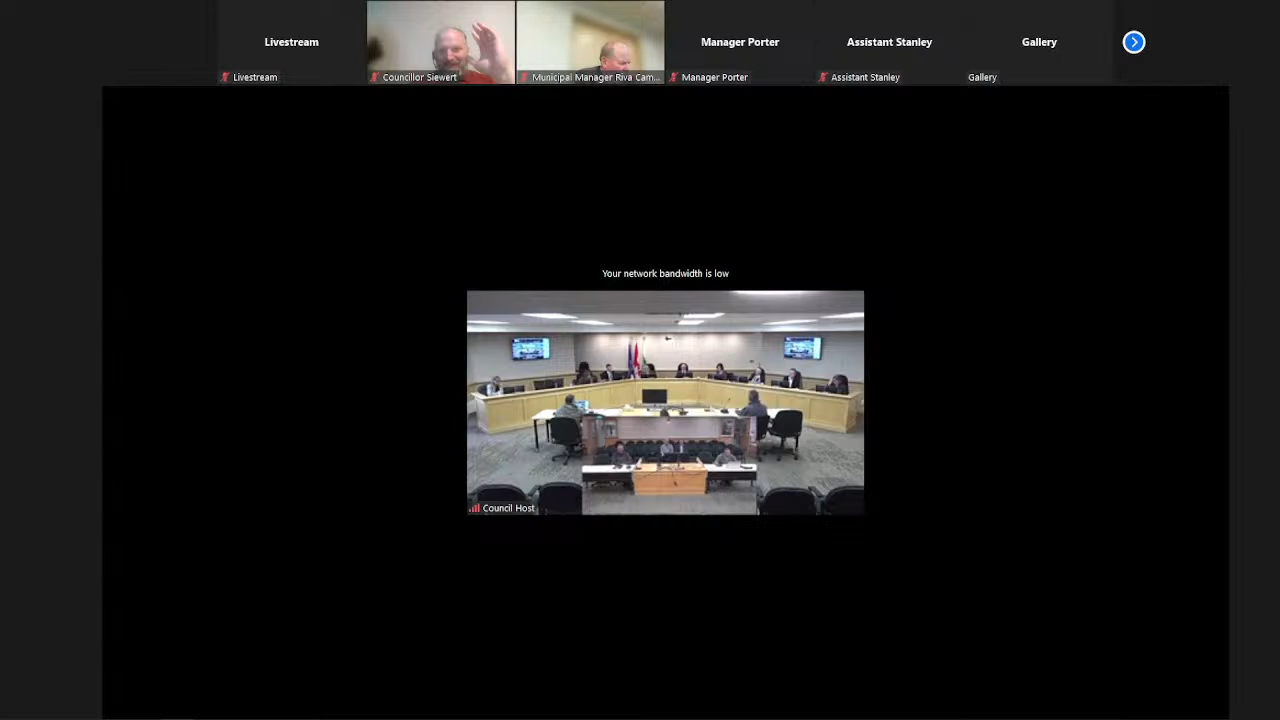 Livestream
Manager Porter
Assistant Stanley
Gallery
Livestream
Councillor Siewert
Municipal Manager Riva Cam...
Manager Porter
Assistant Stanley
Gallery
Your network bandwidth is low
Council Host